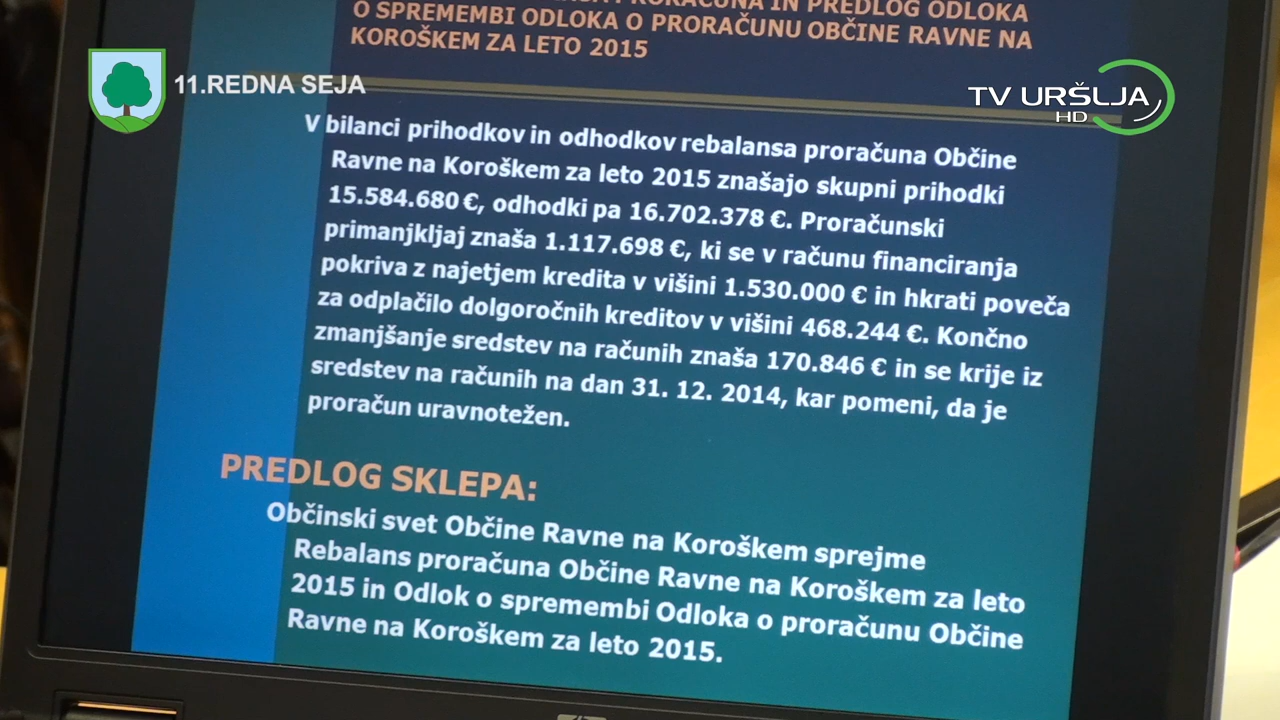 PREDLOG ODLOKA
O SPREMEMBI ODLOKA O PRORAČUNU OBČINE RAVNE NA
KOROŠKEM ZA LETO 2015
11.REDNA SEJA
TV URŠLJA
HD
V bilanci prihodkov in odhodkov rebalansa proračuna Občine
Ravne na Koroškem za leto 2015 znašajo skupni prihodki
15.584.680 €, odhodki pa 16.702.378 €. Proračunski
primanjkljaj znaša 1.117.698 €, ki se v računu financiranja
pokriva z najetjem kredita v višini 1.530.000 € in hkrati poveča
za odplačilo dolgoročnih kreditov v višini 468.244 €. Končno
zmanjšanje sredstev na računih znaša 170.846 € in se krije iz
sredstev na računih na dan 31. 12. 2014, kar pomeni, da je
proračun uravnotežen.
PREDLOG SKLEPA:
Občinski svet Občine Ravne na Koroškem sprejme
Rebalans proračuna Občine Ravne na Koroškem za leto
2015 in Odlok o spremembi Odloka o proračunu Občine
Ravne na Koroškem za leto 2015.